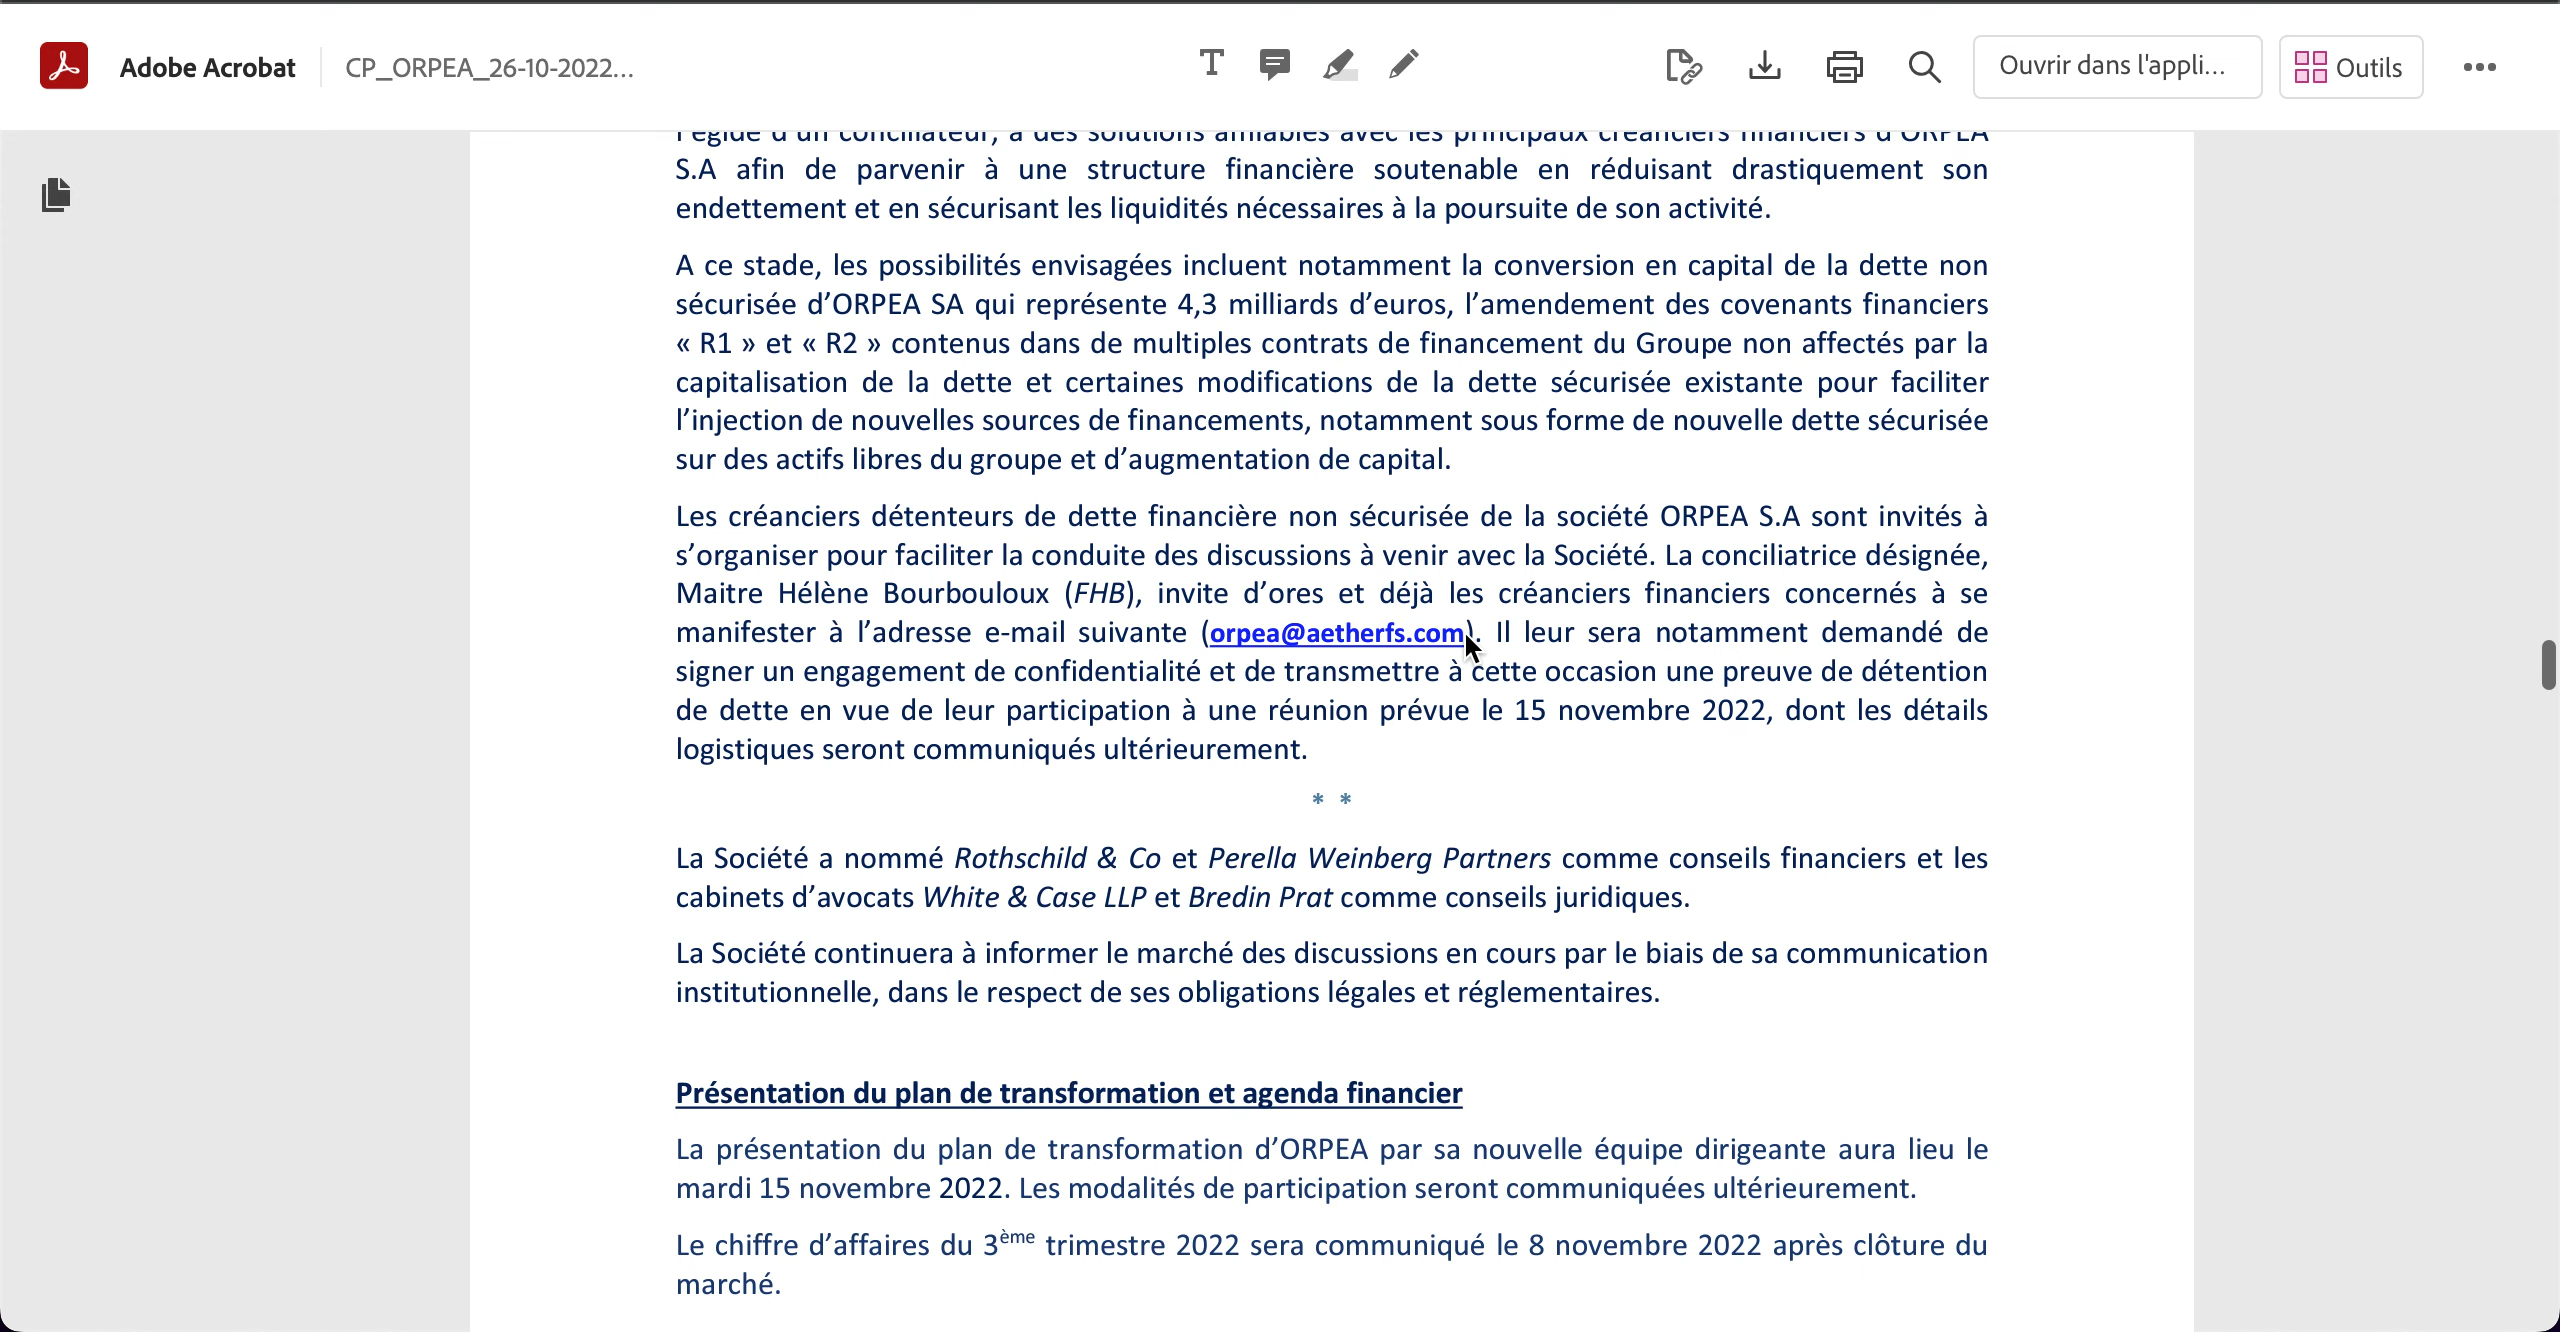 Adobe Acrobat
CP_ORPEA_26-10-2022...
Ouvrir dans l'appli...
Outils
l’égide d’un conciliateur, à des solutions amiables avec les principaux créanciers financiers d’ORPEA
S.A afin de parvenir à une structure financière soutenable en réduisant drastiquement son
endettement et en sécurisant les liquidités nécessaires à la poursuite de son activité.
A ce stade, les possibilités envisagées incluent notamment la conversion en capital de la dette non
sécurisée d’ORPEA SA qui représente 4,3 milliards d’euros, l’amendement des covenants financiers
« R1 » et « R2 » contenus dans de multiples contrats de financement du Groupe non affectés par la
capitalisation de la dette et certaines modifications de la dette sécurisée existante pour faciliter
l’injection de nouvelles sources de financements, notamment sous forme de nouvelle dette sécurisée
sur des actifs libres du groupe et d’augmentation de capital.
Les créanciers détenteurs de dette financière non sécurisée de la société ORPEA S.A sont invités à
s’organiser pour faciliter la conduite des discussions à venir avec la Société. La conciliatrice désignée,
Maitre Hélène Bourbouloux (FHB), invite d’ores et déjà les créanciers financiers concernés à se
manifester à l’adresse e-mail suivante (orpea@aetherfs.com). Il leur sera notamment demandé de
signer un engagement de confidentialité et de transmettre à cette occasion une preuve de détention
de dette en vue de leur participation à une réunion prévue le 15 novembre 2022, dont les détails
logistiques seront communiqués ultérieurement.
* *
La Société a nommé Rothschild & Co et Perella Weinberg Partners comme conseils financiers et les
cabinets d’avocats White & Case LLP et Bredin Prat comme conseils juridiques.
La Société continuera à informer le marché des discussions en cours par le biais de sa communication
institutionnelle, dans le respect de ses obligations légales et réglementaires.
Présentation du plan de transformation et agenda financier
La présentation du plan de transformation d’ORPEA par sa nouvelle équipe dirigeante aura lieu le
mardi 15 novembre 2022. Les modalités de participation seront communiquées ultérieurement.
Le chiffre d’affaires du 3ème trimestre 2022 sera communiqué le 8 novembre 2022 après clôture du
marché.